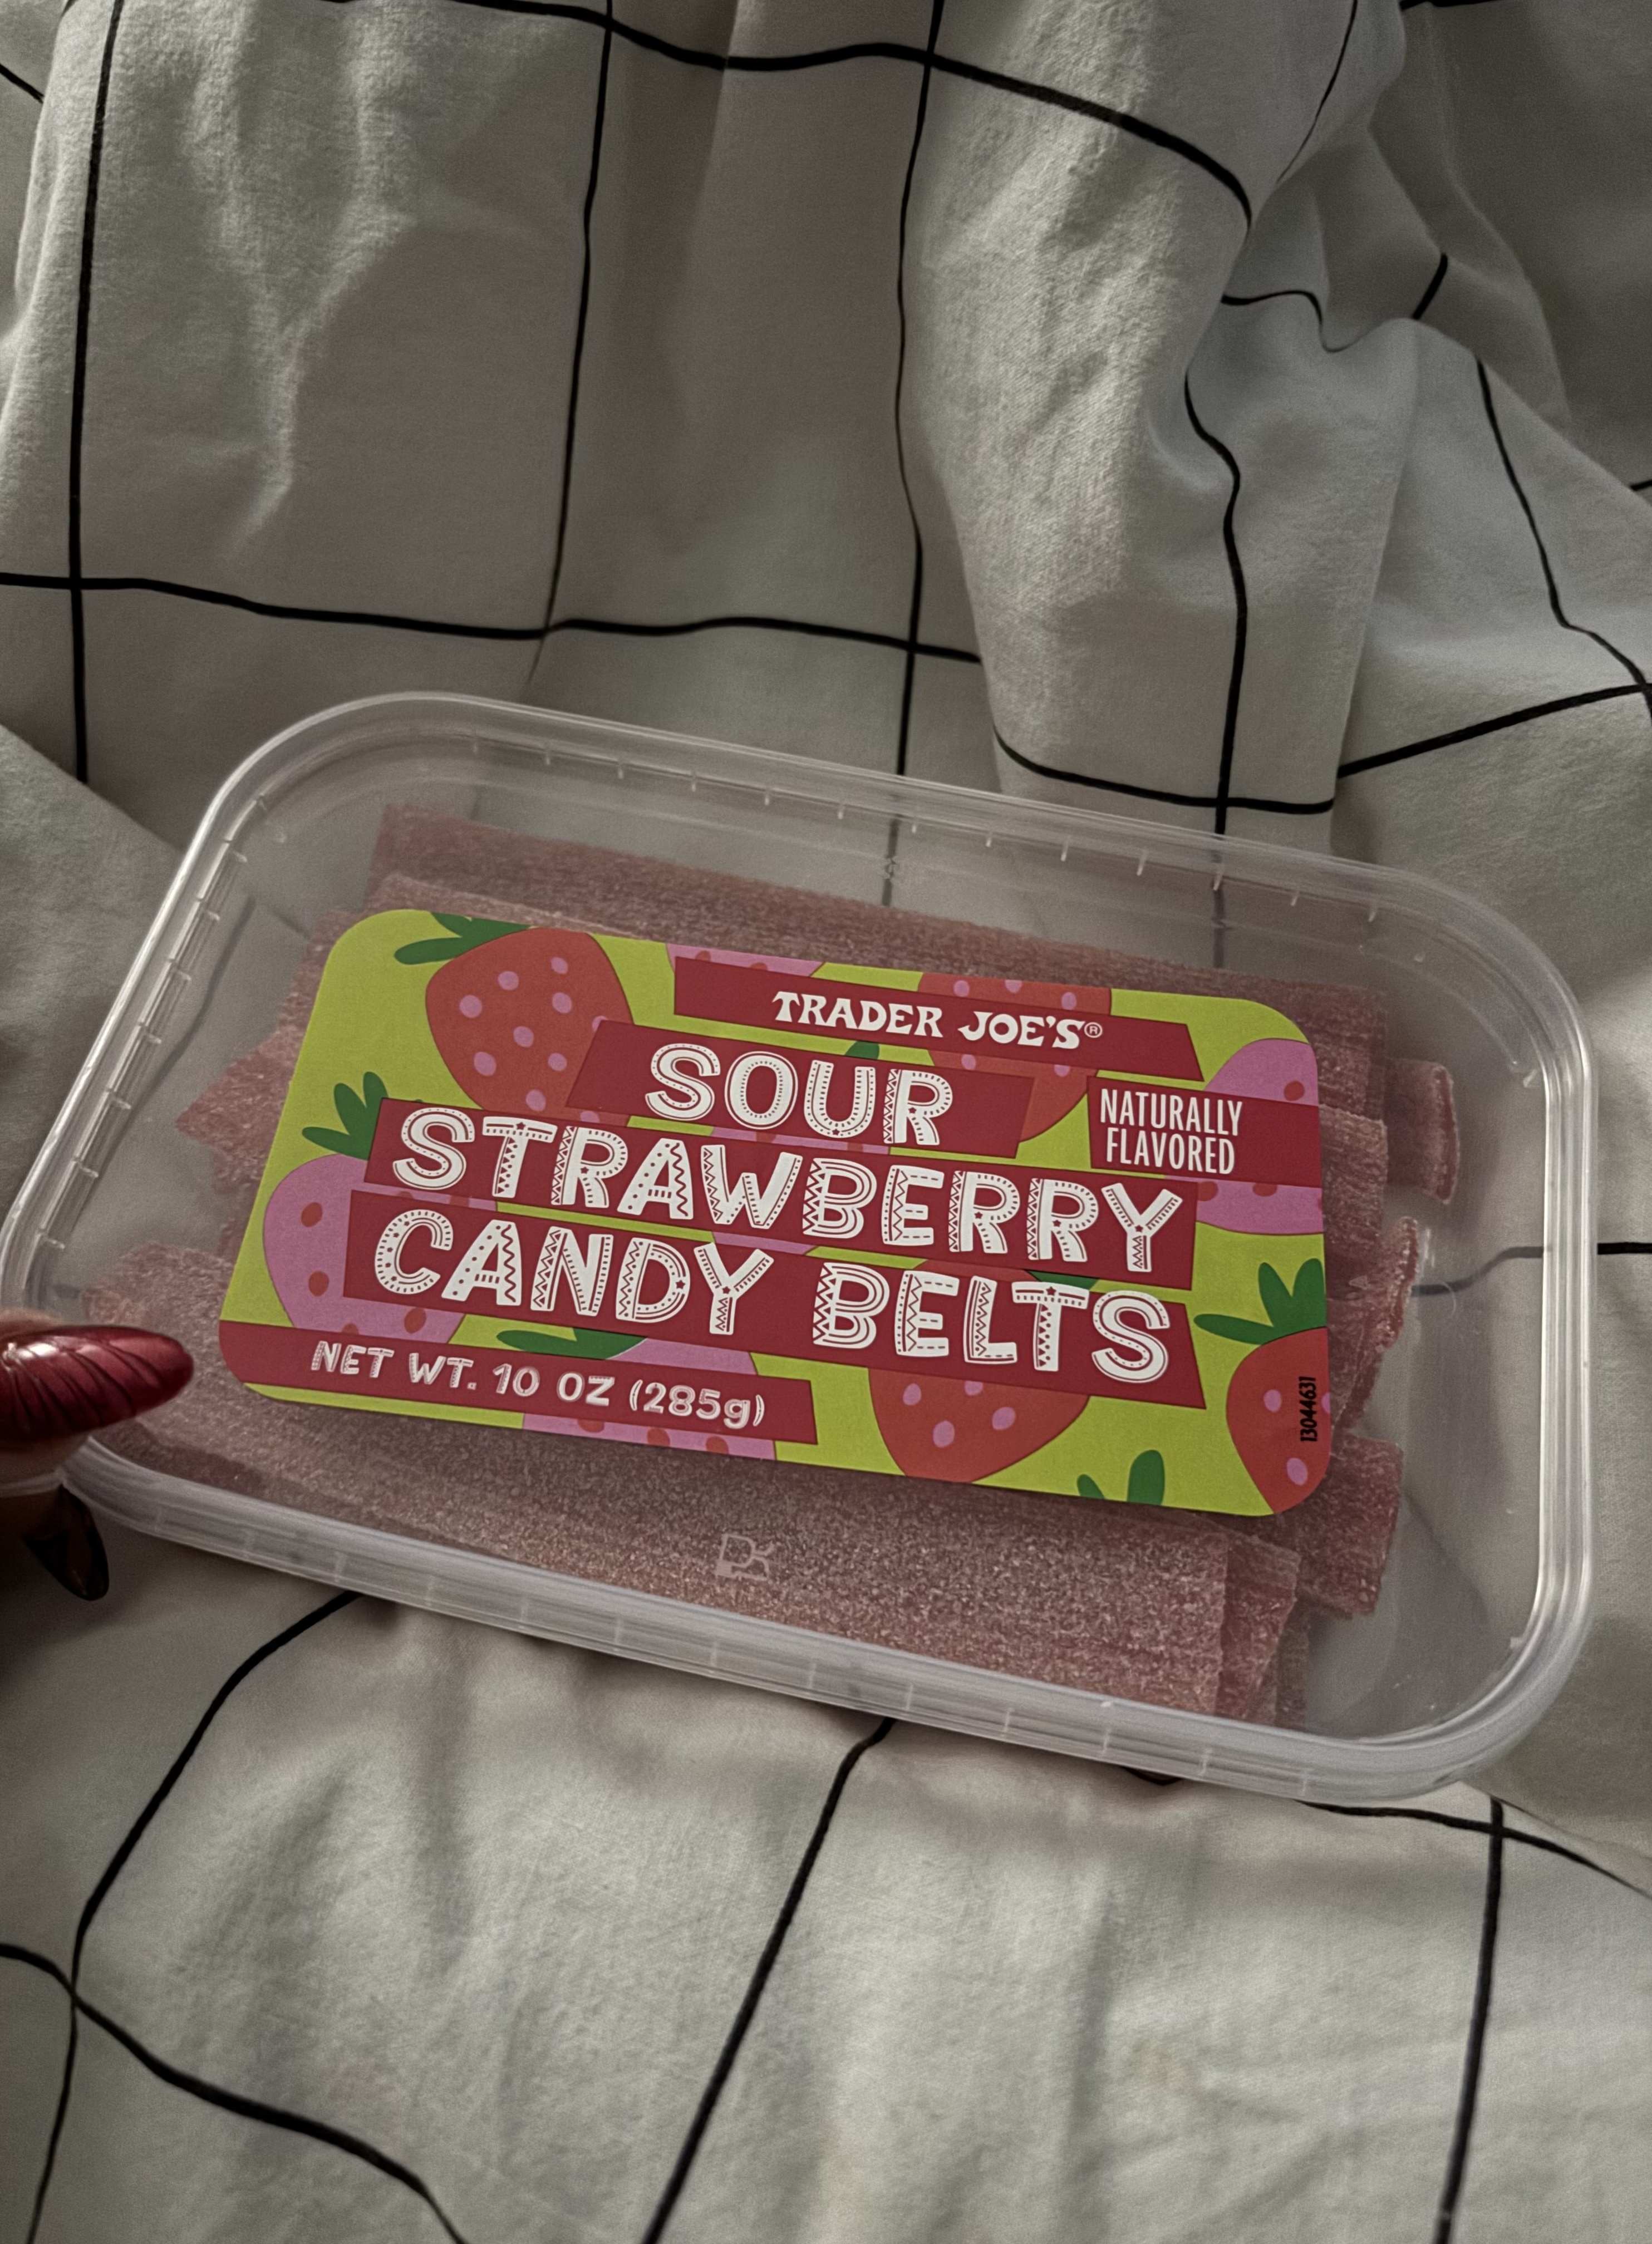 TRADER JOE'S®
SOUR
NATURALLY
FLAVORED
STRAWBERRY
CANDY BELTS
NET WT. 10 OZ (285g)
13044631